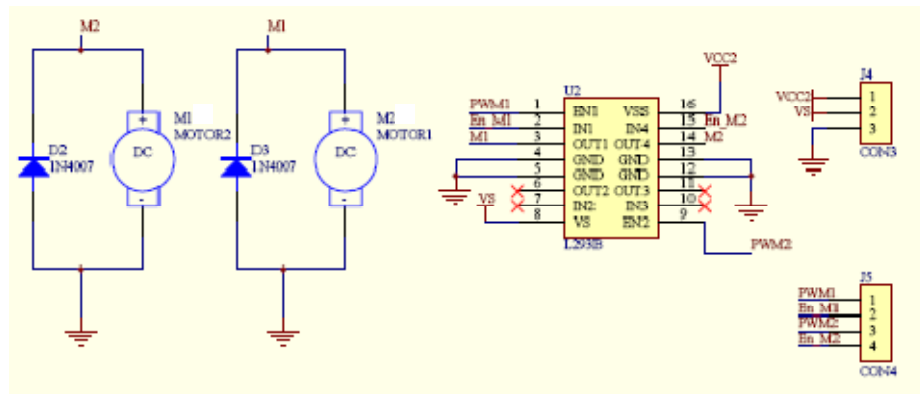 M2
M1
D2
1N4007
+
DC
-
M1
MOTOR2
D3
1N4007
+
DC
-
M2
MOTOR1
U2
VCC2
PWM1 1 EN1 VSS 16
En_M1 2 IN1 IN4 15 En_M2
M1 3 OUT1 OUT4 14 M2
4 GND GND 13
5 GND GND 12
6 OUT2 OUT3 11
7 IN2 IN3 10
VS 8 VS EN2 9
L293B
PWM2
J4
VCC2 1
VS 2
3
CON3
J5
PWM1 1
En_M1 2
PWM2 3
En_M2 4
CON4